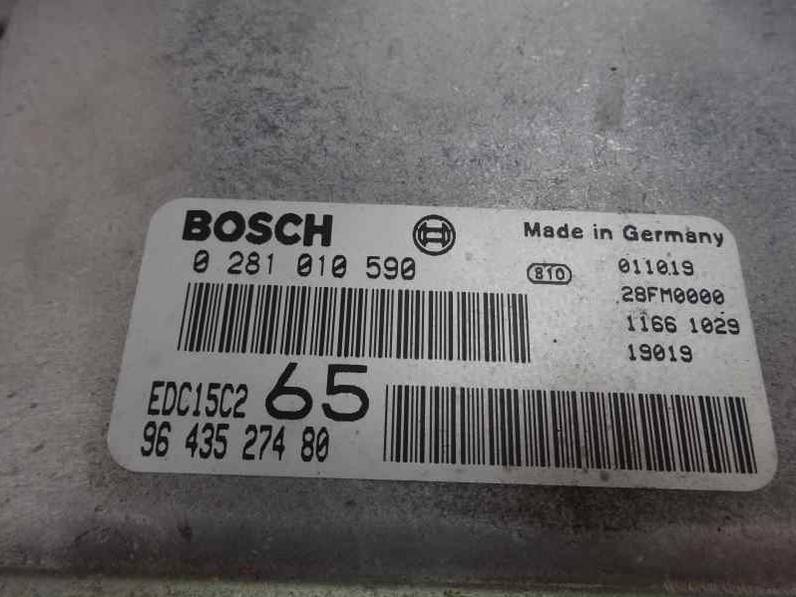 BOSCH Made in Germany
0 281 010 590 810 011019
28FM0000
1166 1029
19019
EDC15C2 65
96 435 274 80